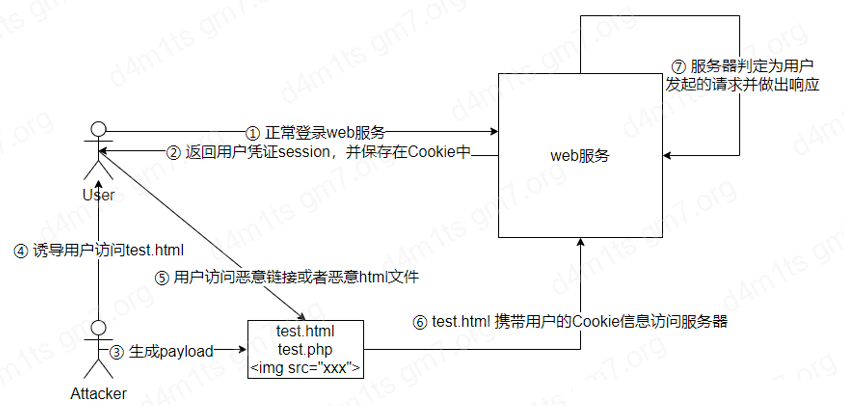 ⑦ 服务器判定为用户
发起的请求并做出响应
① 正常登录web服务
② 返回用户凭证session，并保存在Cookie中
web服务
User
④ 诱导用户访问test.html
⑤ 用户访问恶意链接或者恶意html文件
⑥ test.html 携带用户的Cookie信息访问服务器
③ 生成payload
test.html
test.php
<img src="xxx">
Attacker
d4m1ts gm7.org